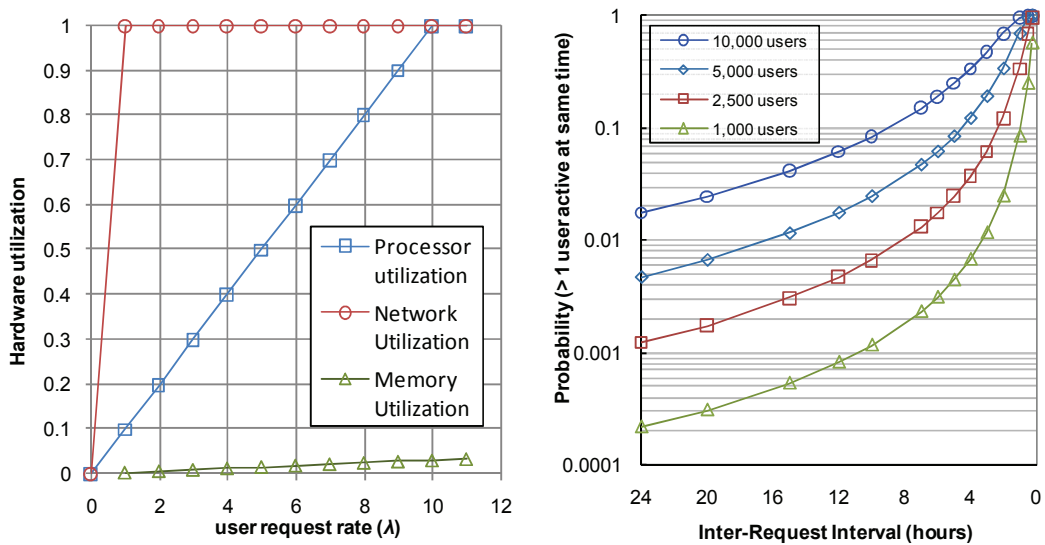 1
0.9
0.8
0.7
0.6
0.5
0.4
0.3
0.2
0.1
0
Hardware utilization
Processor
utilization
Network
Utilization
Memory
Utilization
0 2 4 6 8 10 12
user request rate (λ)
1
0.1
0.01
0.001
0.0001
Probability (> 1 user active at same time)
10,000 users
5,000 users
2,500 users
1,000 users
24 20 16 12 8 4 0
Inter-Request Interval (hours)